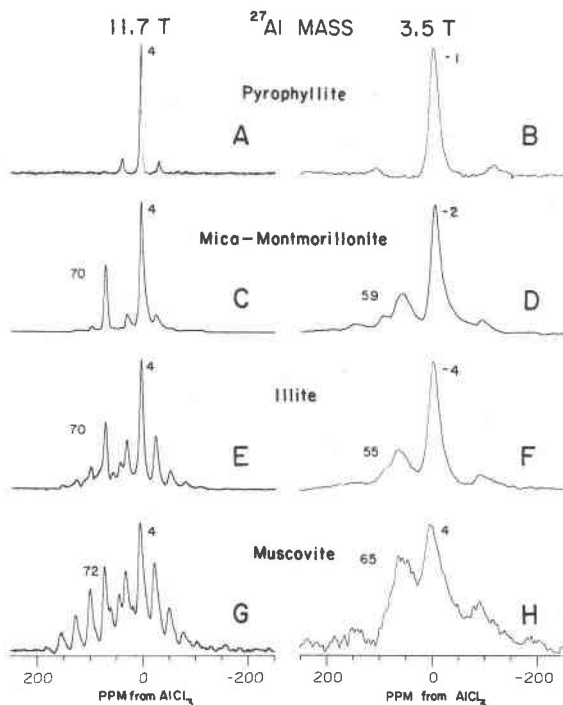 11.7 T ²⁷Al MASS 3.5 T
4 -1
Pyrophyllite
A B
4 -2
Mica-Montmorillonite
70 59
C D
4 -4
Illite
70 55
E F
4 4
Muscovite
72 65
G H
200 0 -200 200 0 -200
PPM from AlCl₃ PPM from AlCl₃